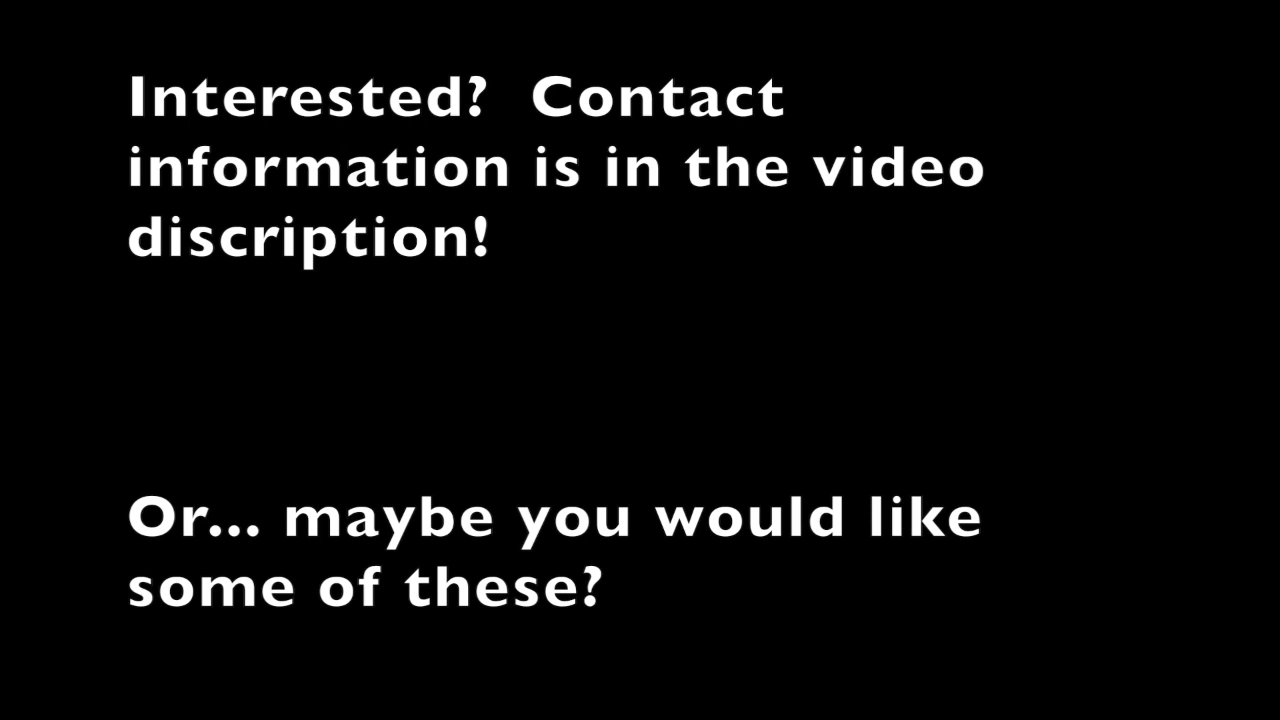 Interested?  Contact
information is in the video
discription!
Or... maybe you would like
some of these?